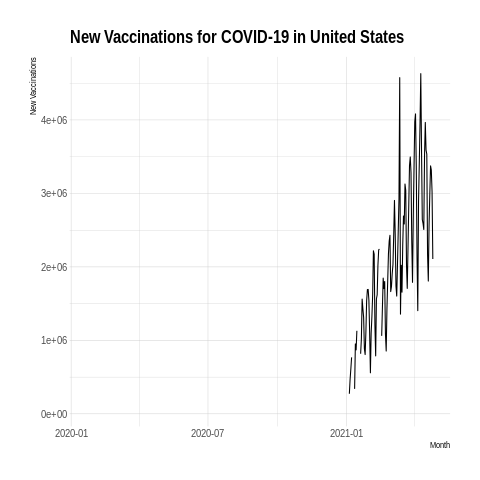 New Vaccinations for COVID-19 in United States
New Vaccinations
4e+06
3e+06
2e+06
1e+06
0e+00
2020-01
2020-07
2021-01
Month